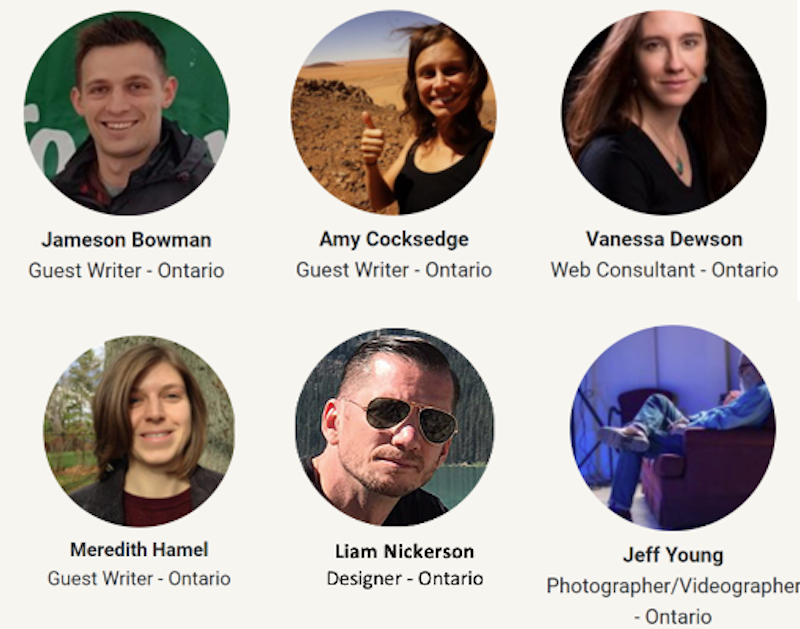 Jameson Bowman
Guest Writer - Ontario
Amy Cocksedge
Guest Writer - Ontario
Vanessa Dewson
Web Consultant - Ontario
Meredith Hamel
Guest Writer - Ontario
Liam Nickerson
Designer - Ontario
Jeff Young
Photographer/Videographer
- Ontario